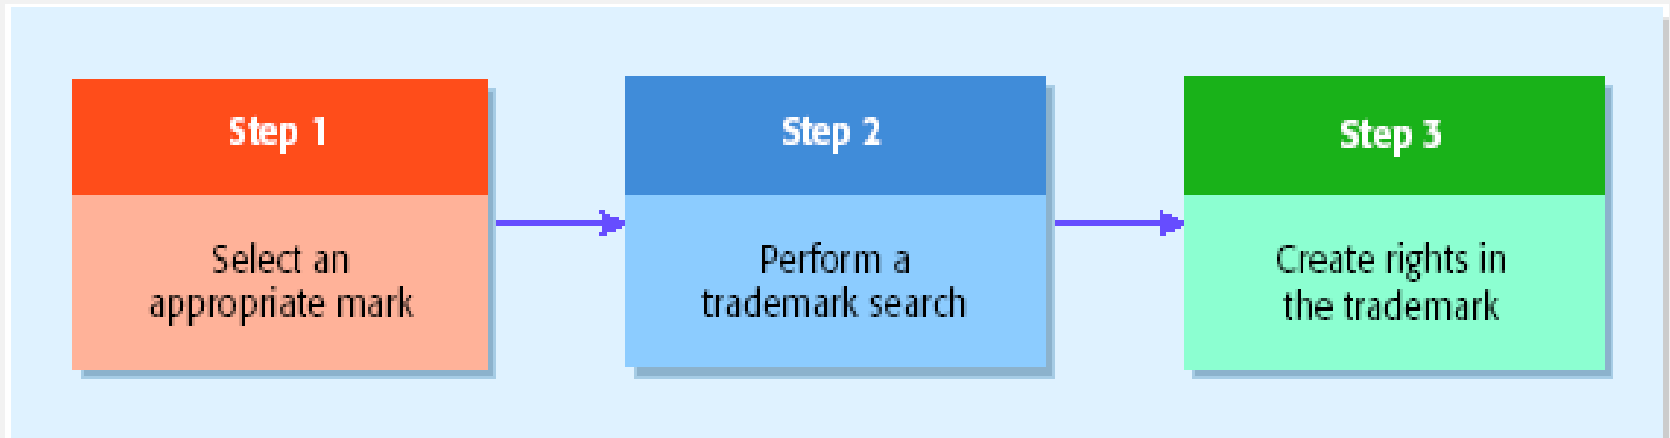 Step 1
Select an
appropriate mark
Step 2
Perform a
trademark search
Step 3
Create rights in
the trademark